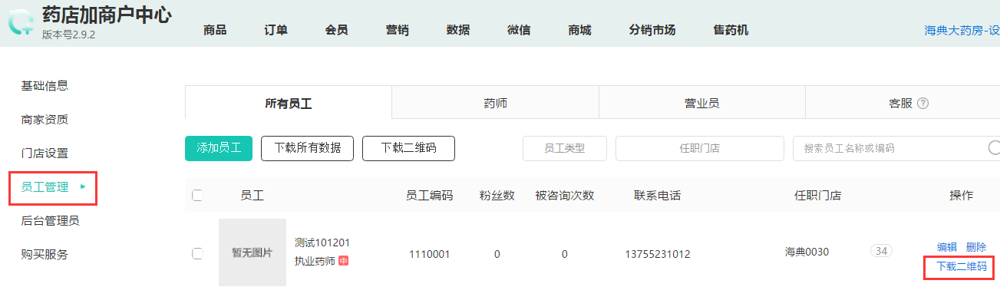 药店加商户中心
版本号2.9.2
商品 订单 会员 营销 数据 微信 商城 分销市场 售药机 海典大药房-设
基础信息
商家资质
门店设置
员工管理
后台管理员
购买服务
所有员工 药师 营业员 客服 ?
添加员工 下载所有数据 下载二维码 员工类型 任职门店 搜索员工名称或编码
员工 员工编码 粉丝数 被咨询次数 联系电话 任职门店 操作
暂无图片 测试101201 执业药师 中 1110001 0 0 13755231012 海典0030 34 编辑 删除
下载二维码